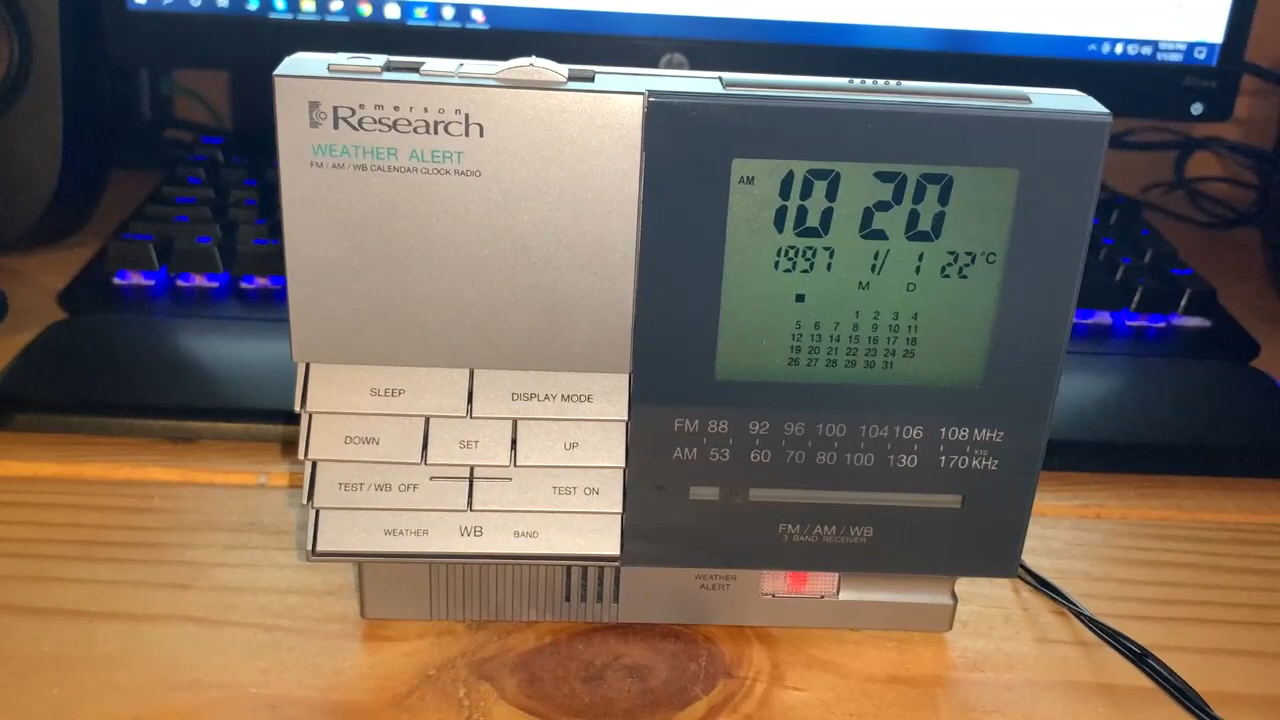 emerson
Research
WEATHER ALERT
FM / AM / WB CALENDAR CLOCK RADIO
AM 10 20
1997 1/ 1 22°C
M D
1 2 3 4
5 6 7 8 9 10 11
12 13 14 15 16 17 18
19 20 21 22 23 24 25
26 27 28 29 30 31
SLEEP DISPLAY MODE
DOWN SET UP
TEST / WB OFF TEST ON
WEATHER WB BAND
FM 88 92 96 100 104 106 108 MHz
X10
AM 53 60 70 80 100 130 170 KHz
FM / AM / WB
3 BAND RECEIVER
WEATHER
ALERT